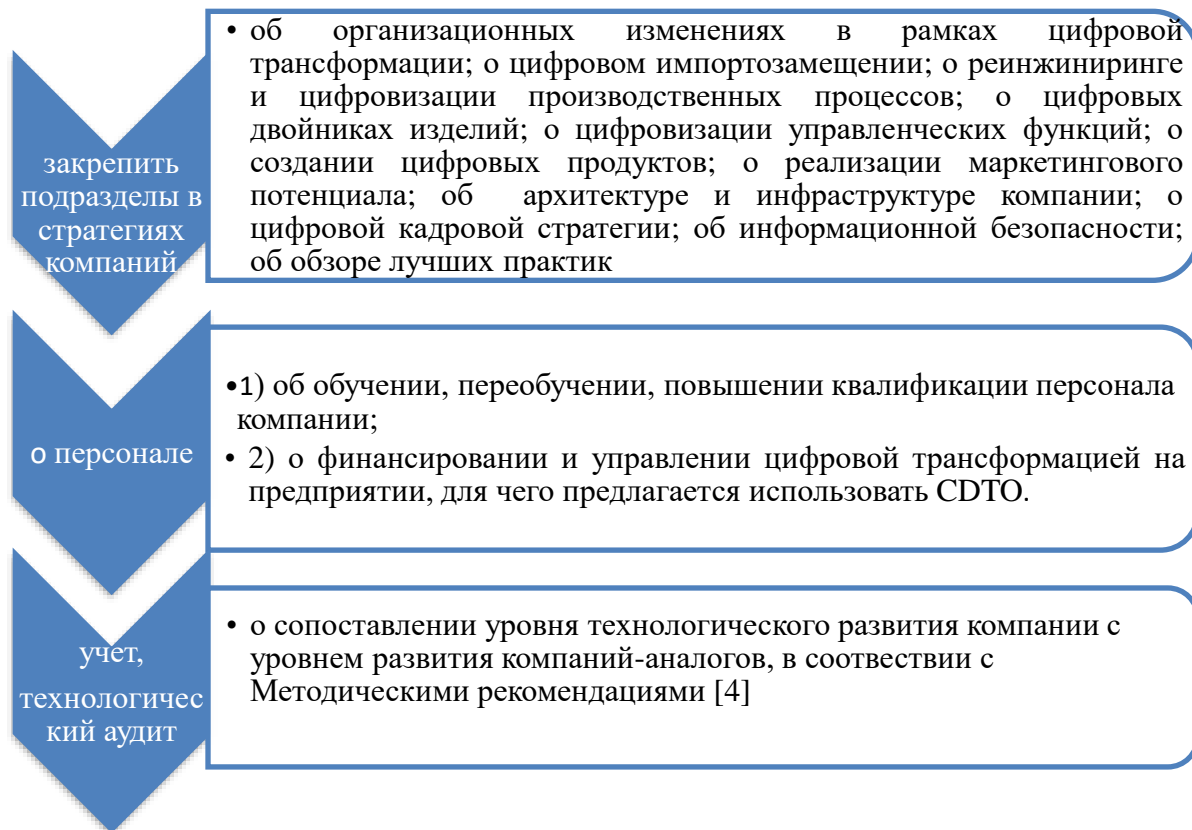 закрепить
подразделы в
стратегиях
компаний
• об организационных изменениях в рамках цифровой
трансформации; о цифровом импортозамещении; о реинжиниринге
и цифровизации производственных процессов; о цифровых
двойниках изделий; о цифровизации управленческих функций; о
создании цифровых продуктов; о реализации маркетингового
потенциала; об архитектуре и инфраструктуре компании; о
цифровой кадровой стратегии; об информационной безопасности;
об обзоре лучших практик
о персонале
•1) об обучении, переобучении, повышении квалификации персонала
компании;
• 2) о финансировании и управлении цифровой трансформацией на
предприятии, для чего предлагается использовать CDTO.
учет,
технологичес
кий аудит
• о сопоставлении уровня технологического развития компании с
уровнем развития компаний-аналогов, в соотвествии с
Методическими рекомендациями [4]